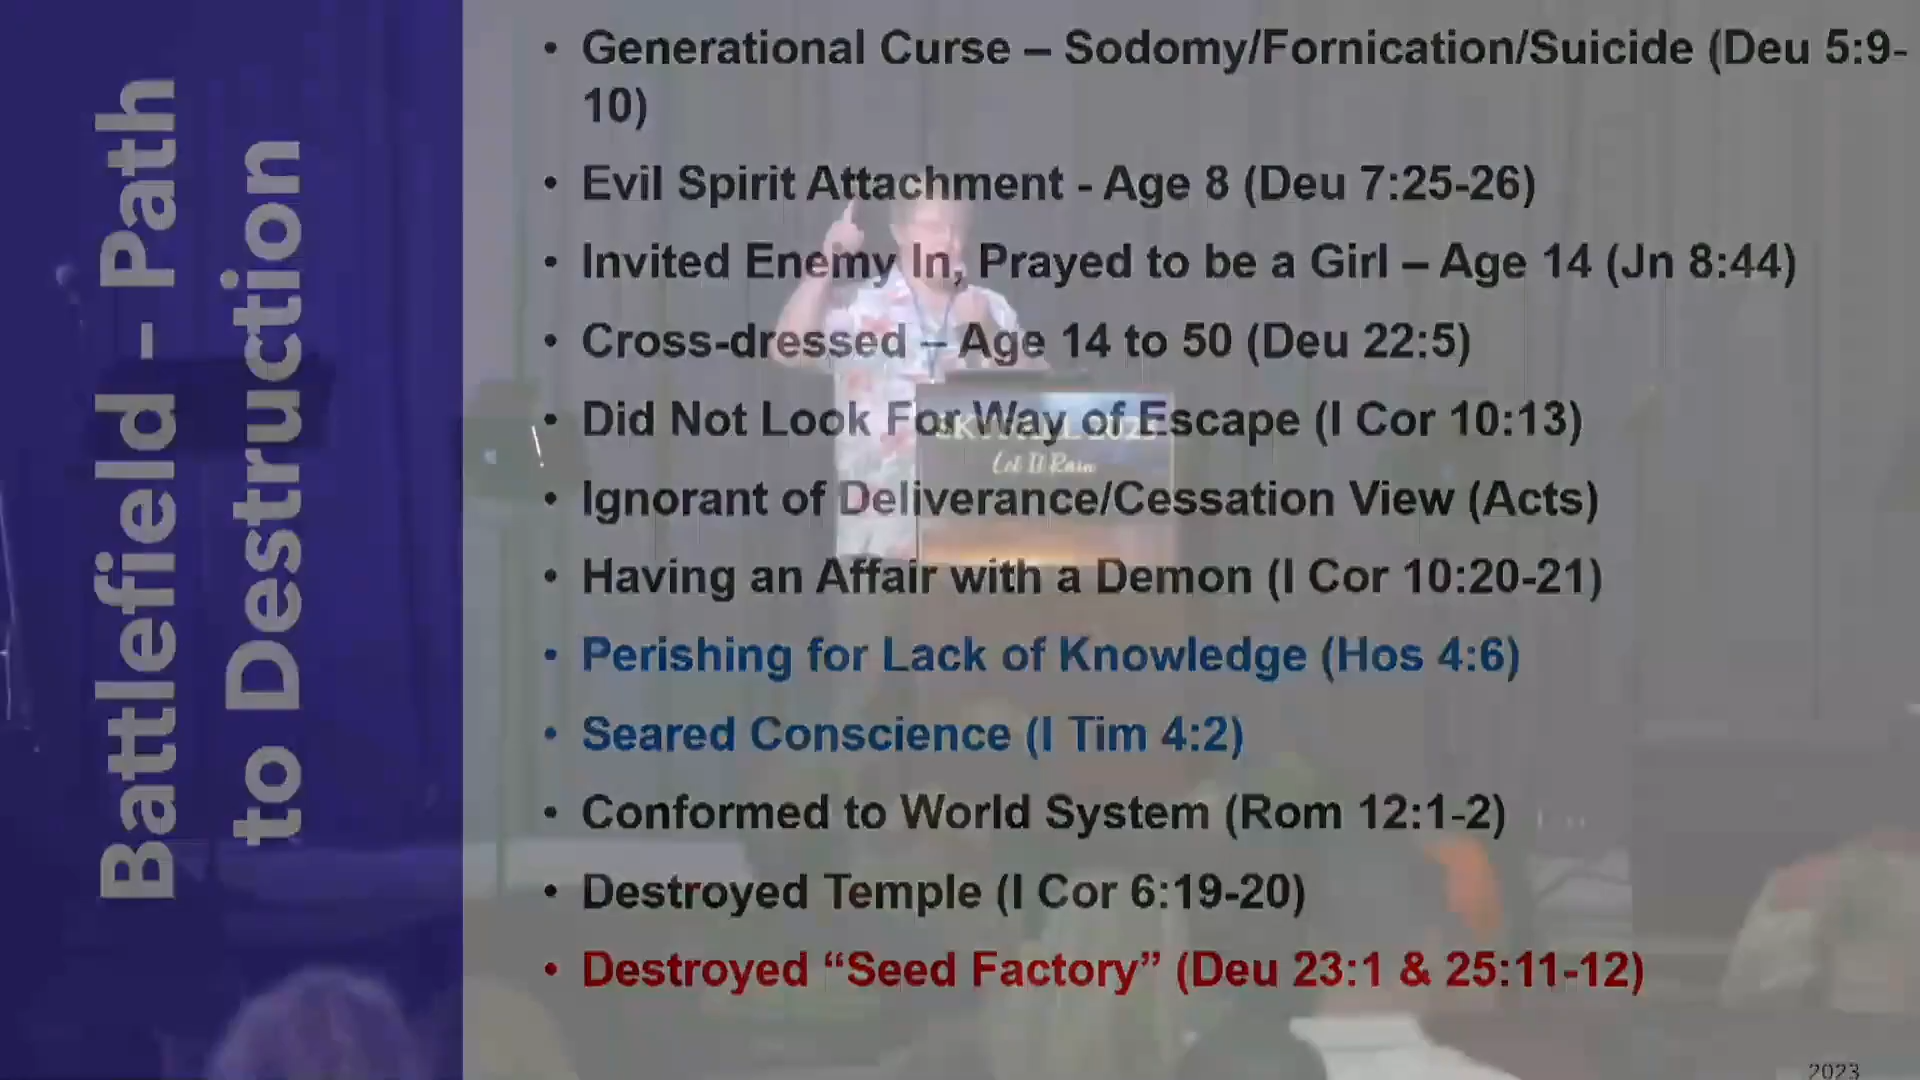 Battlefield – Path
to Destruction
• Generational Curse – Sodomy/Fornication/Suicide (Deu 5:9-
10)
• Evil Spirit Attachment - Age 8 (Deu 7:25-26)
• Invited Enemy In, Prayed to be a Girl – Age 14 (Jn 8:44)
• Cross-dressed – Age 14 to 50 (Deu 22:5)
• Did Not Look For Way of Escape (I Cor 10:13)
• Ignorant of Deliverance/Cessation View (Acts)
• Having an Affair with a Demon (I Cor 10:20-21)
• Perishing for Lack of Knowledge (Hos 4:6)
• Seared Conscience (I Tim 4:2)
• Conformed to World System (Rom 12:1-2)
• Destroyed Temple (I Cor 6:19-20)
• Destroyed “Seed Factory” (Deu 23:1 & 25:11-12)
Let It Rain
2023